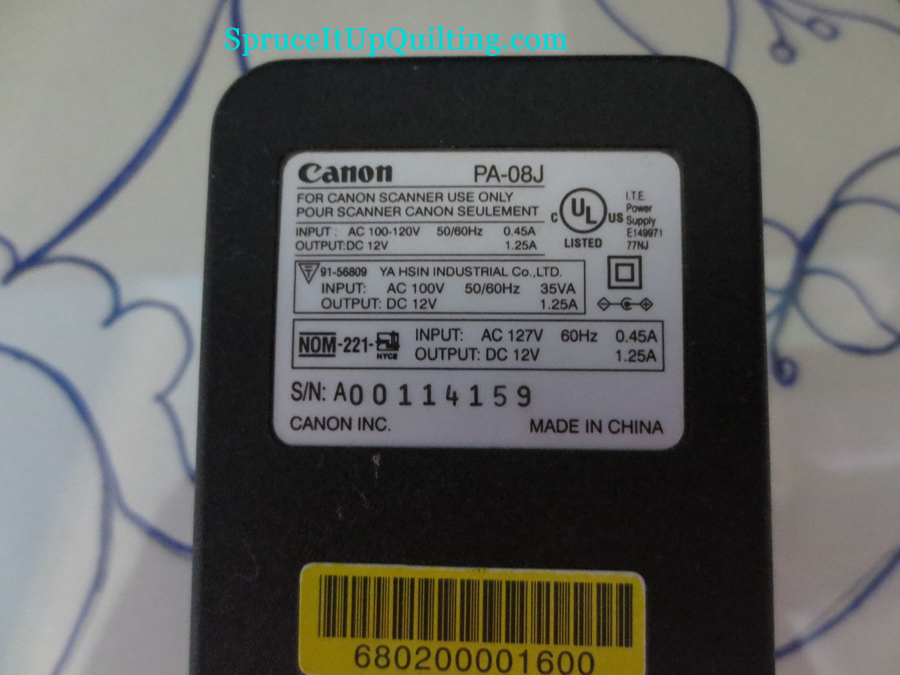 SpruceItUpQuilting.com
Canon PA-08J
FOR CANON SCANNER USE ONLY
POUR SCANNER CANON SEULEMENT
INPUT : AC 100-120V 50/60Hz 0.45A
OUTPUT:DC 12V 1.25A
C UL US
LISTED
I.T.E.
Power
Supply
E149971
77NJ
91-56809 YA HSIN INDUSTRIAL Co.,LTD.
INPUT: AC 100V 50/60Hz 35VA
OUTPUT: DC 12V 1.25A
NOM-221-
NYCE
INPUT: AC 127V 60Hz 0.45A
OUTPUT: DC 12V 1.25A
S/N: A00114159
CANON INC. MADE IN CHINA
680200001600